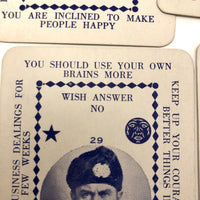 YOU ARE INCLINED TO MAKE
PEOPLE HAPPY
YOU SHOULD USE YOUR OWN
BRAINS MORE
WISH ANSWER
NO
29
BUSINESS DEALINGS FOR
FEW WEEKS
KEEP UP YOUR COURA
BETTER THINGS I